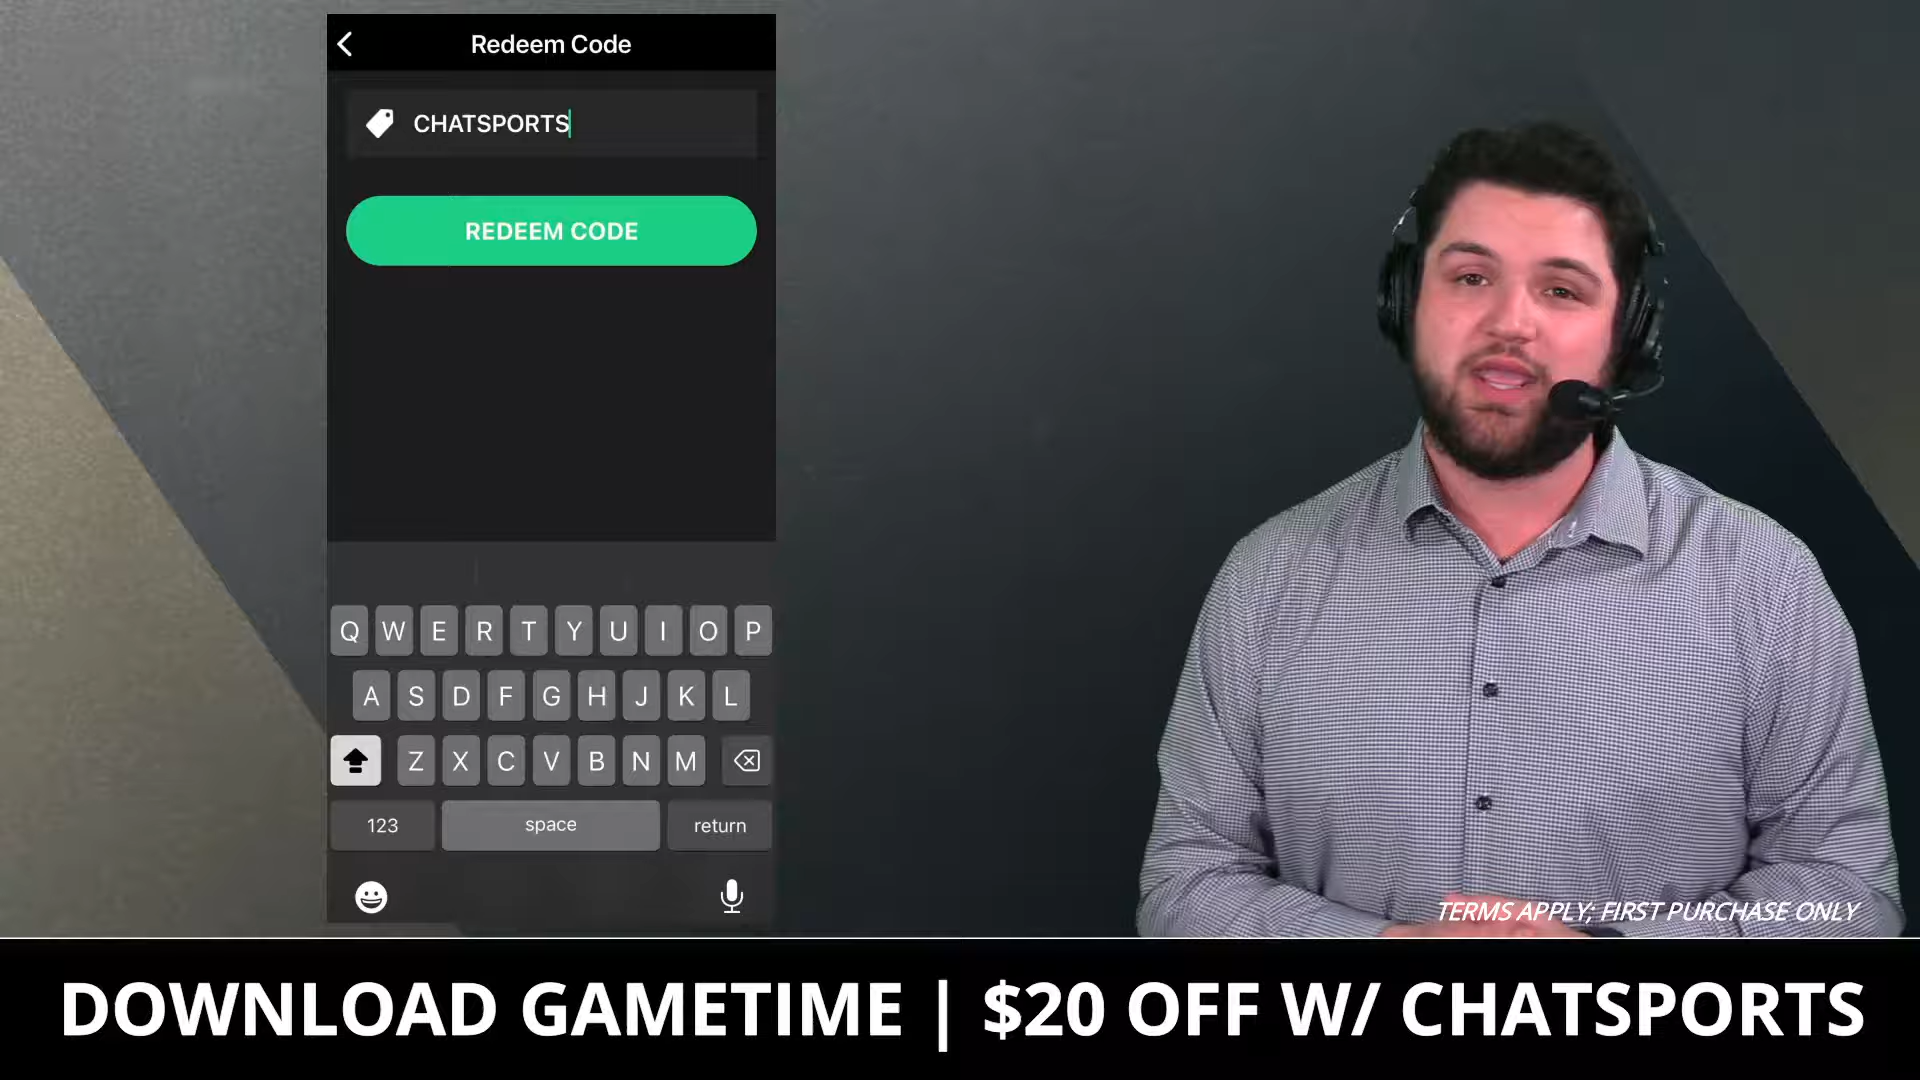 Redeem Code
CHATSPORTS
REDEEM CODE
Q W E R T Y U I O P
A S D F G H J K L
Z X C V B N M
123 space return
TERMS APPLY; FIRST PURCHASE ONLY
DOWNLOAD GAMETIME | $20 OFF W/ CHATSPORTS